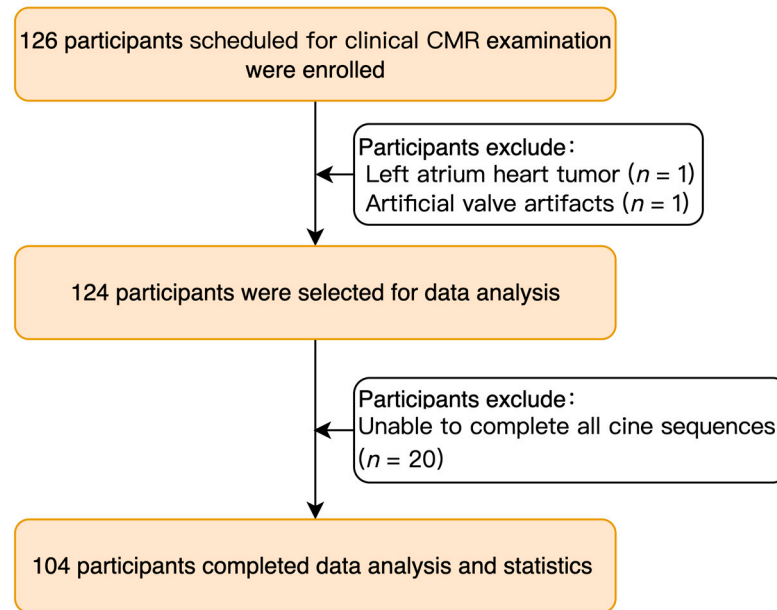 126 participants scheduled for clinical CMR examination
were enrolled
Participants exclude:
Left atrium heart tumor (n = 1)
Artificial valve artifacts (n = 1)
124 participants were selected for data analysis
Participants exclude:
Unable to complete all cine sequences
(n = 20)
104 participants completed data analysis and statistics